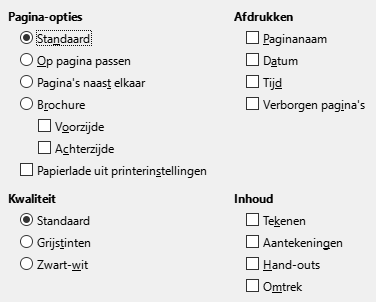 Pagina-opties
Standaard
Op pagina passen
Pagina's naast elkaar
Brochure
Voorzijde
Achterzijde
Papierlade uit printerinstellingen
Afdrukken
Paginanaam
Datum
Tijd
Verborgen pagina's
Kwaliteit
Standaard
Grijstinten
Zwart-wit
Inhoud
Tekenen
Aantekeningen
Hand-outs
Omtrek